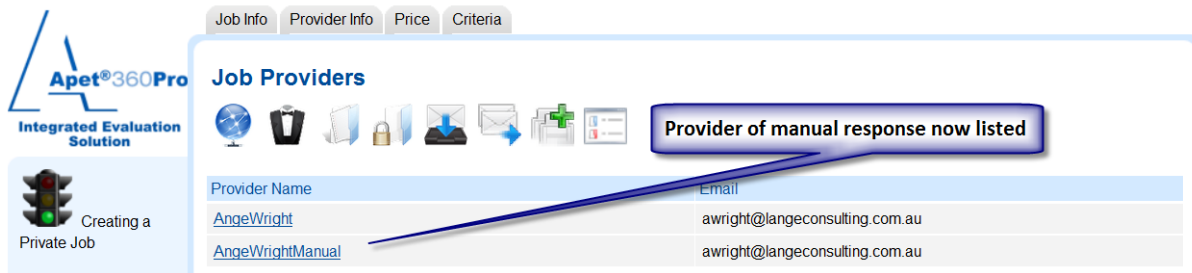 Job Info Provider Info Price Criteria
Apet®360Pro
Integrated Evaluation
Solution
Job Providers
Provider of manual response now listed
Provider Name Email
AngeWright awright@langeconsulting.com.au
AngeWrightManual awright@langeconsulting.com.au
Creating a
Private Job